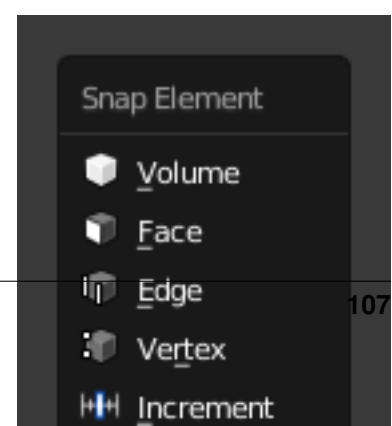 Snap Element
Volume
Face
Edge
107
Vertex
Increment